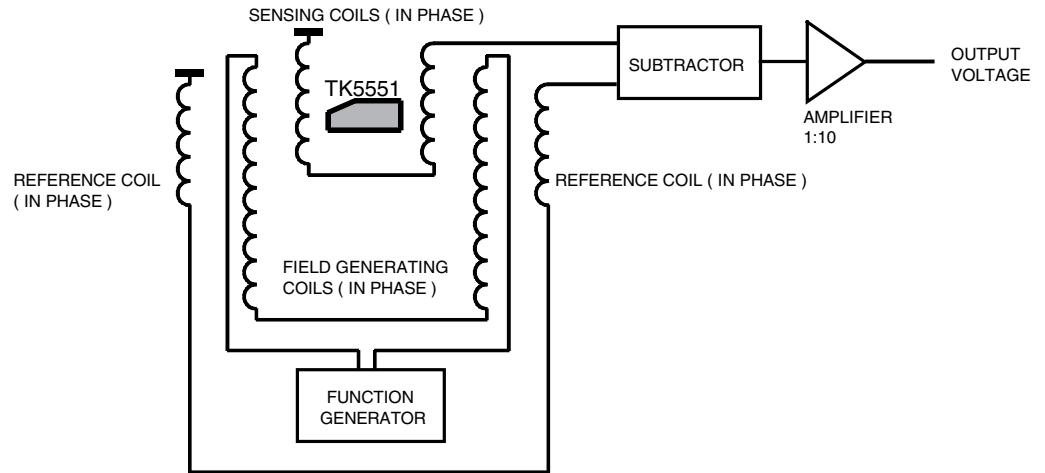 SENSING COILS ( IN PHASE )
TK5551
SUBTRACTOR
OUTPUT
VOLTAGE
AMPLIFIER
1:10
REFERENCE COIL
( IN PHASE )
REFERENCE COIL ( IN PHASE )
FIELD GENERATING
COILS ( IN PHASE )
FUNCTION
GENERATOR